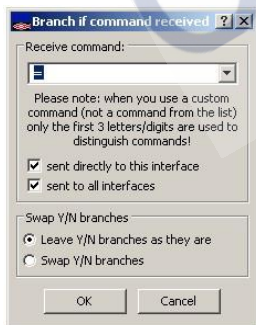 Branch if command received
Receive command:
=
Please note: when you use a custom
command (not a command from the list)
only the first 3 letters/digits are used to
distinguish commands!
sent directly to this interface
sent to all interfaces
Swap Y/N branches
Leave Y/N branches as they are
Swap Y/N branches
OK Cancel